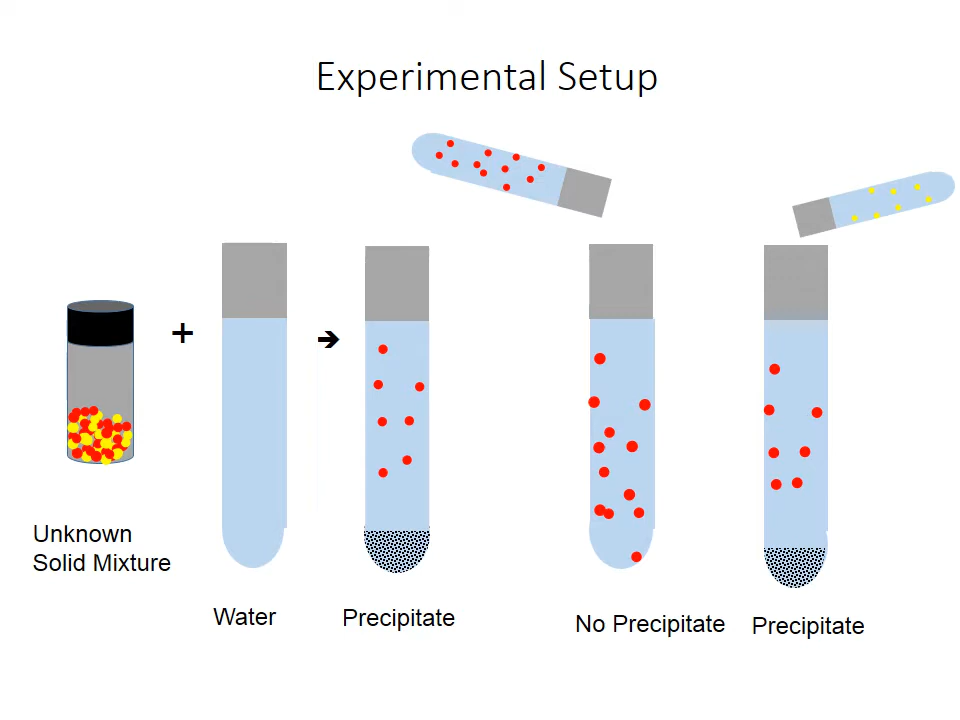 Experimental Setup
+
➔
Unknown
Solid Mixture
Water
Precipitate
No Precipitate
Precipitate